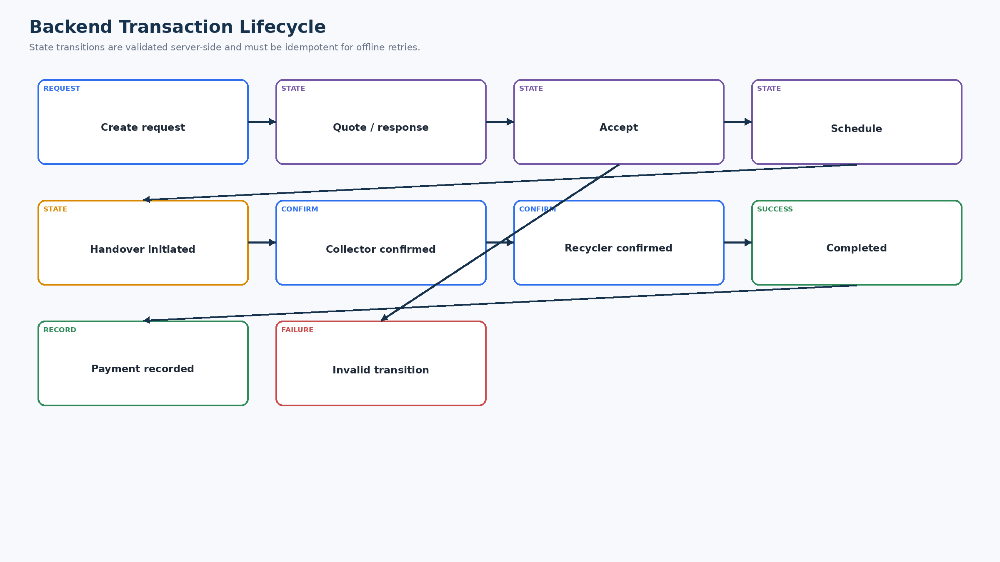 Backend Transaction Lifecycle
State transitions are validated server-side and must be idempotent for offline retries.
REQUEST
Create request
STATE
Quote / response
STATE
Accept
STATE
Schedule
STATE
Handover initiated
CONFIRM
Collector confirmed
CONFIRM
Recycler confirmed
SUCCESS
Completed
RECORD
Payment recorded
FAILURE
Invalid transition